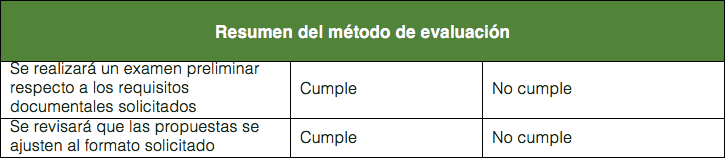 Resumen del método de evaluación
Se realizará un examen preliminar
respecto a los requisitos
documentales solicitados
Cumple
No cumple
Se revisará que las propuestas se
ajusten al formato solicitado
Cumple
No cumple